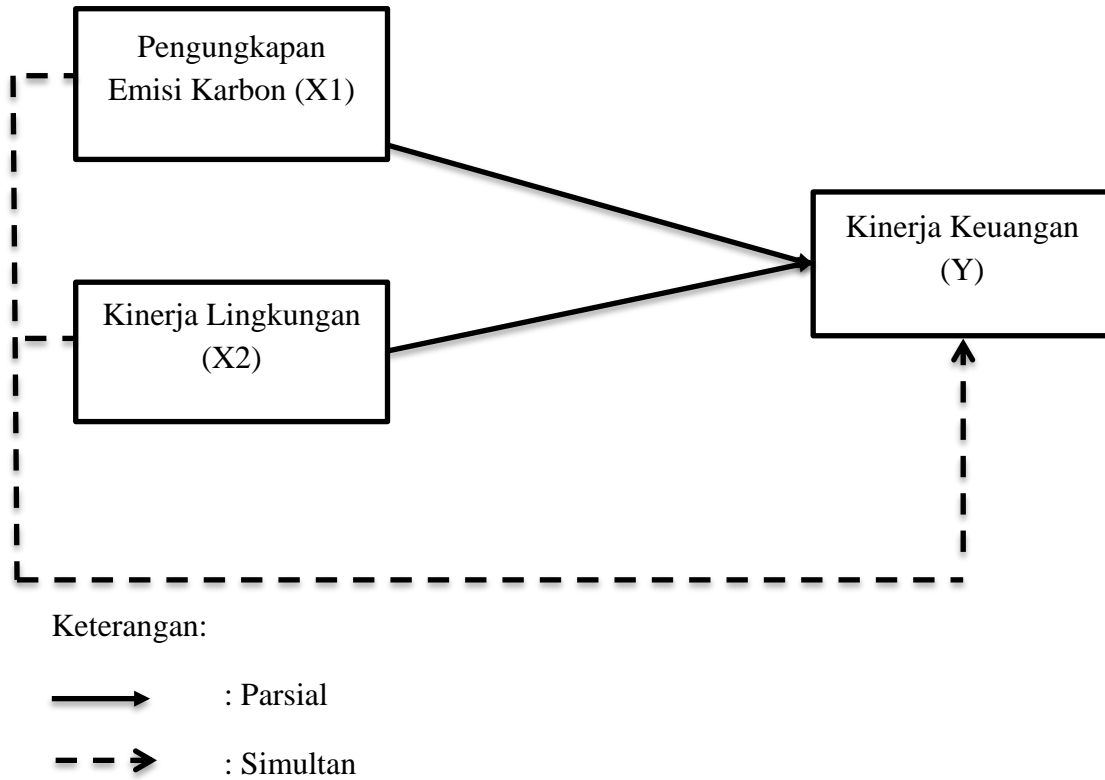 Pengungkapan
Emisi Karbon (X1)
Kinerja Keuangan
(Y)
Kinerja Lingkungan
(X2)
Keterangan:
: Parsial
: Simultan